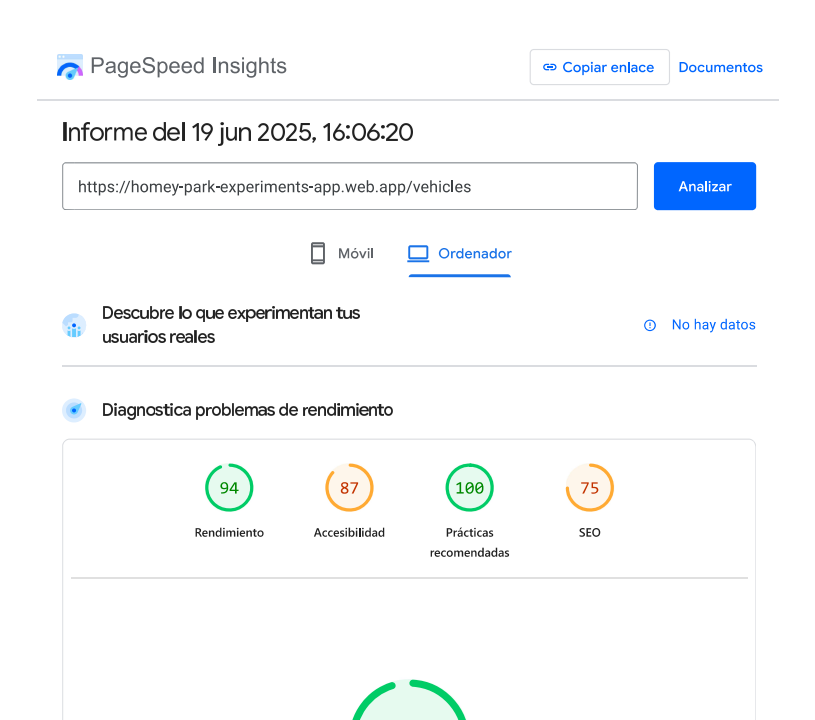 PageSpeed Insights
Copiar enlace
Documentos
Informe del 19 jun 2025, 16:06:20
https://homey-park-experiments-app.web.app/vehicles
Analizar
Móvil
Ordenador
Descubre lo que experimentan tus
usuarios reales
No hay datos
Diagnostica problemas de rendimiento
94
87
100
75
Rendimiento
Accesibilidad
Prácticas
recomendadas
SEO